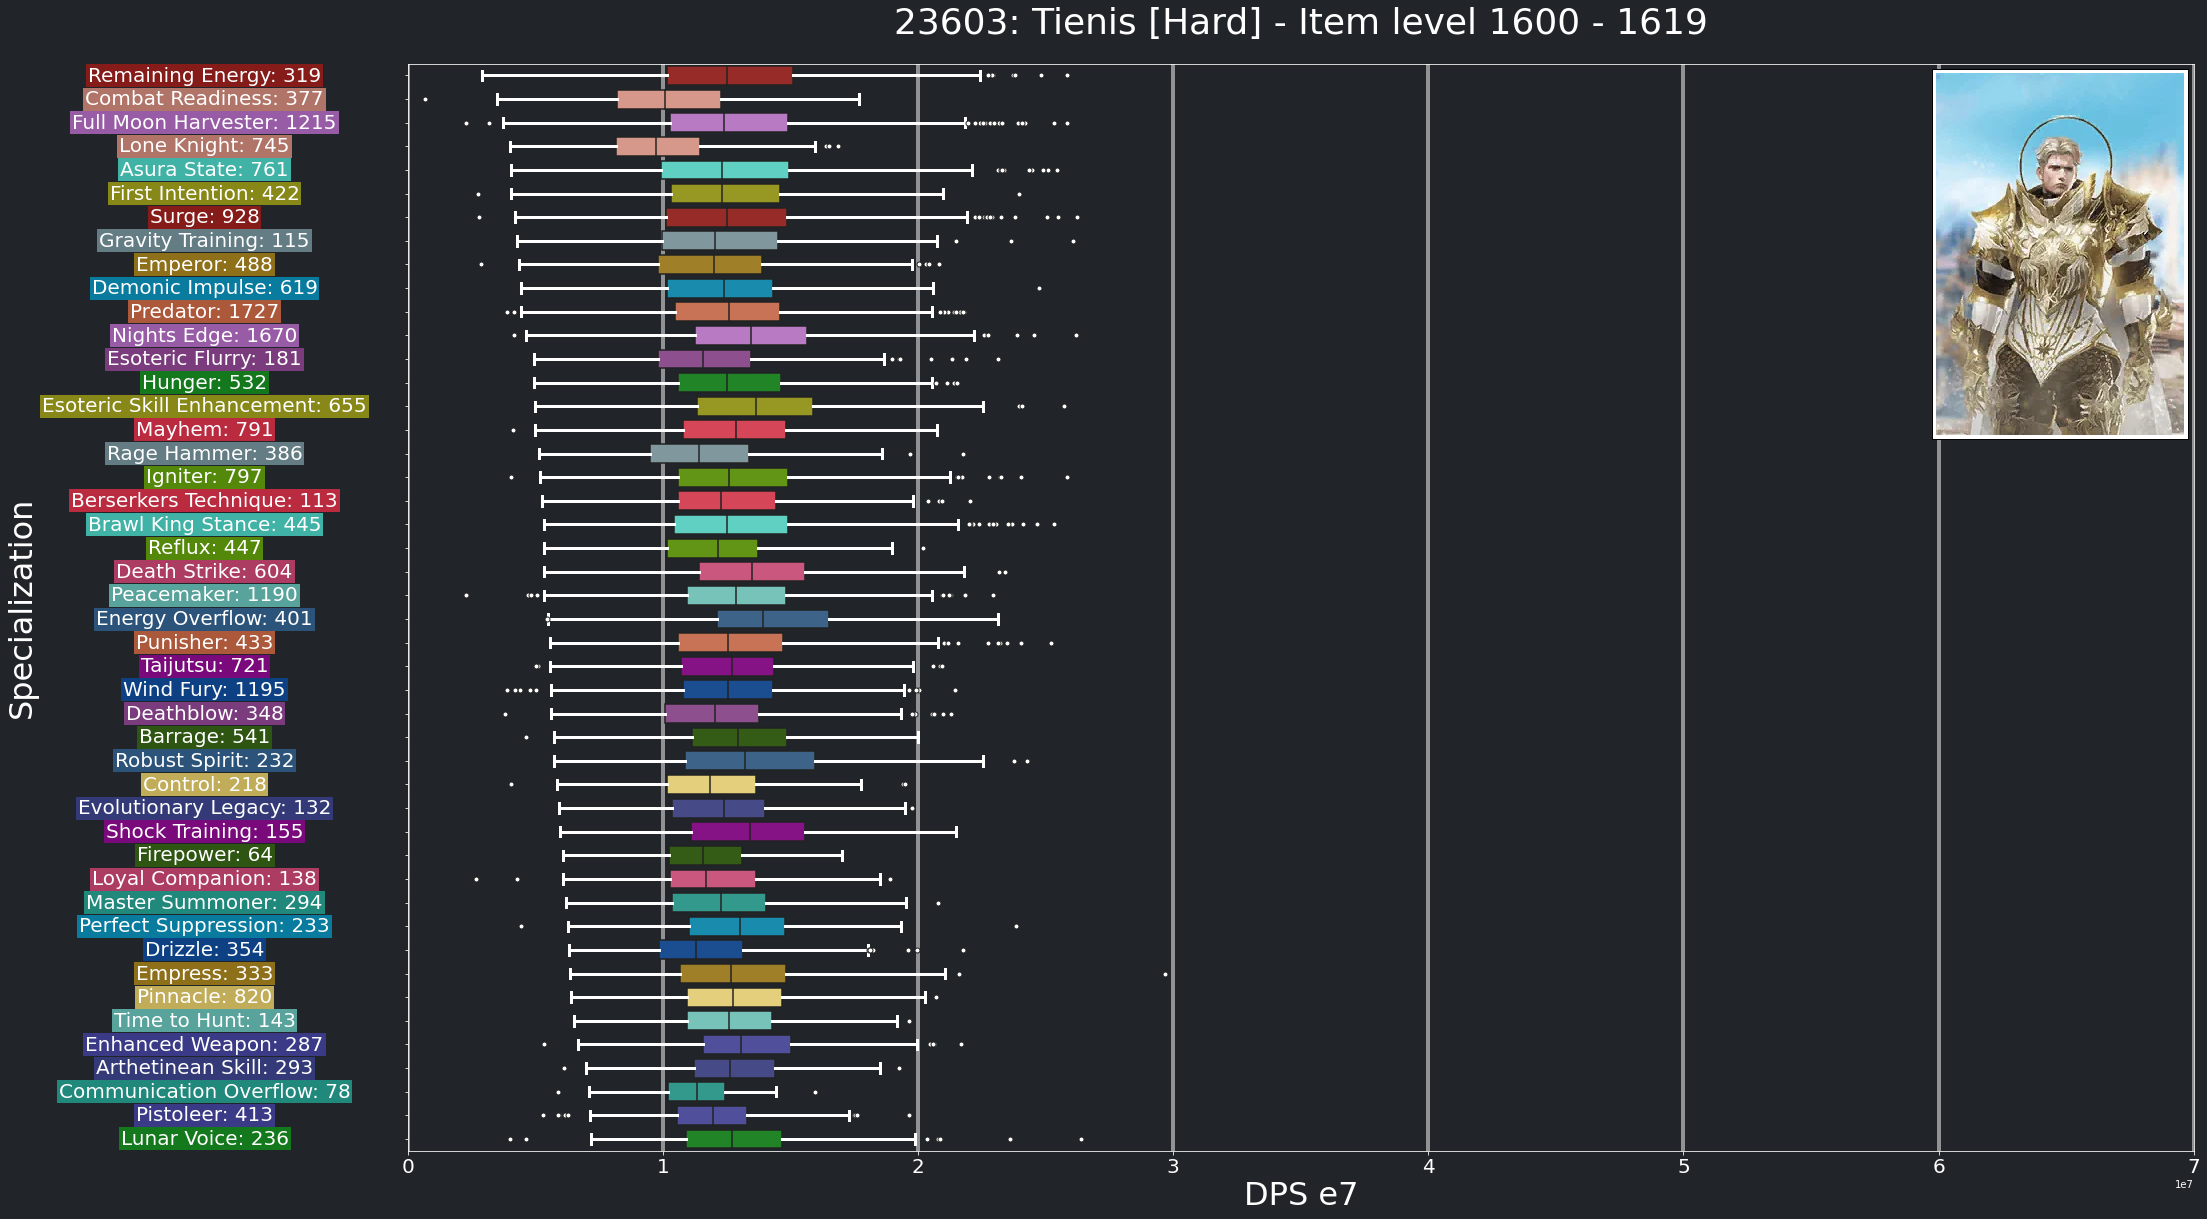 23603: Tienis [Hard] - Item level 1600 - 1619
Specialization
Remaining Energy: 319
Combat Readiness: 377
Full Moon Harvester: 1215
Lone Knight: 745
Asura State: 761
First Intention: 422
Surge: 928
Gravity Training: 115
Emperor: 488
Demonic Impulse: 619
Predator: 1727
Nights Edge: 1670
Esoteric Flurry: 181
Hunger: 532
Esoteric Skill Enhancement: 655
Mayhem: 791
Rage Hammer: 386
Igniter: 797
Berserkers Technique: 113
Brawl King Stance: 445
Reflux: 447
Death Strike: 604
Peacemaker: 1190
Energy Overflow: 401
Punisher: 433
Taijutsu: 721
Wind Fury: 1195
Deathblow: 348
Barrage: 541
Robust Spirit: 232
Control: 218
Evolutionary Legacy: 132
Shock Training: 155
Firepower: 64
Loyal Companion: 138
Master Summoner: 294
Perfect Suppression: 233
Drizzle: 354
Empress: 333
Pinnacle: 820
Time to Hunt: 143
Enhanced Weapon: 287
Arthetinean Skill: 293
Communication Overflow: 78
Pistoleer: 413
Lunar Voice: 236
0 1 2 3 4 5 6 7
1e7
DPS e7